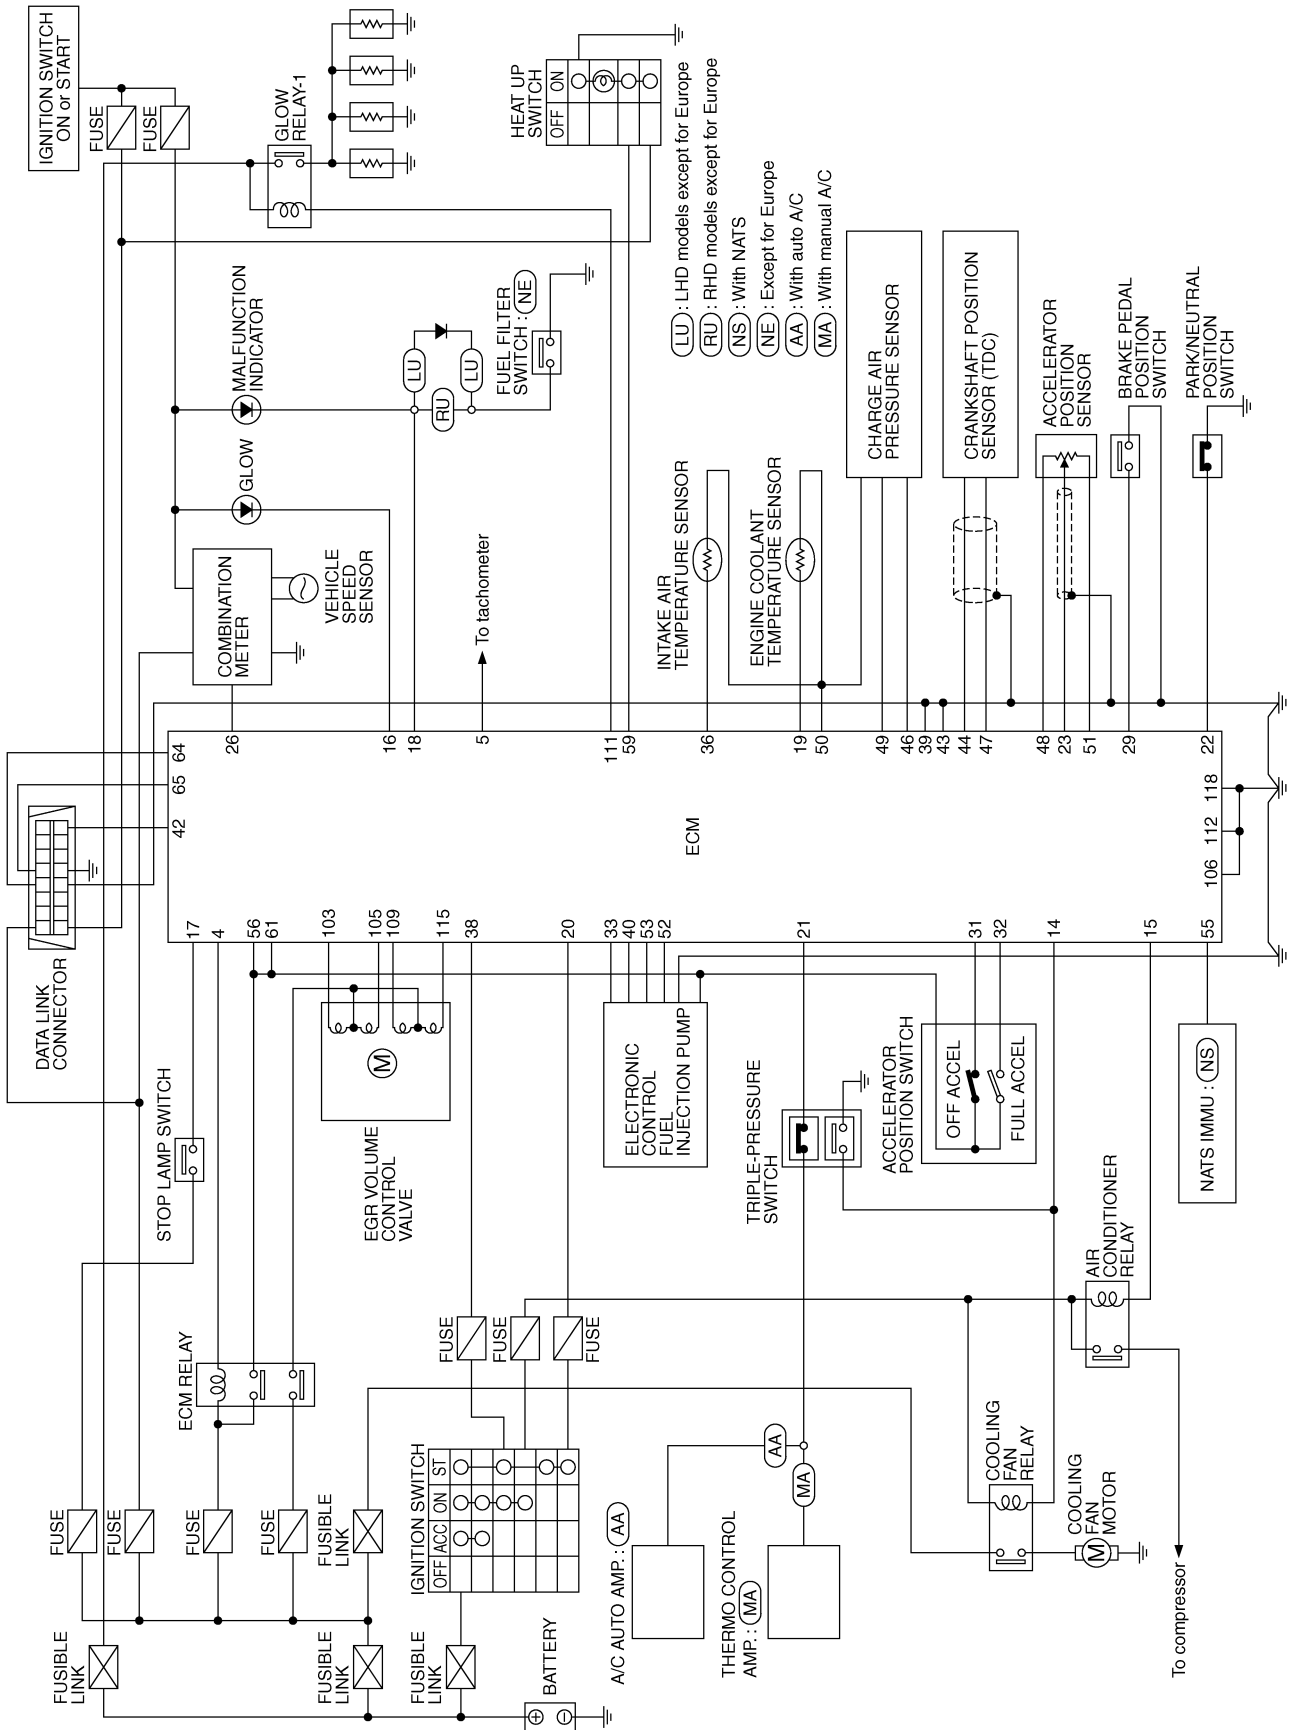 IGNITION SWITCH
ON or START
FUSE
FUSE
GLOW
RELAY-1
HEAT UP
SWITCH
OFF
ON
LU : LHD models except for Europe
RU : RHD models except for Europe
NS : With NATS
NE : Except for Europe
AA : With auto A/C
MA : With manual A/C
MALFUNCTION
INDICATOR
GLOW
LU
LU
RU
FUEL FILTER
SWITCH : NE
COMBINATION
METER
VEHICLE
SPEED
SENSOR
To tachometer
INTAKE AIR
TEMPERATURE SENSOR
ENGINE COOLANT
TEMPERATURE SENSOR
CHARGE AIR
PRESSURE SENSOR
CRANKSHAFT POSITION
SENSOR (TDC)
ACCELERATOR
POSITION
SENSOR
BRAKE PEDAL
POSITION
SWITCH
PARK/NEUTRAL
POSITION
SWITCH
64
65
42
26
16
18
5
111
59
36
19
50
49
46
39
43
44
47
48
23
51
29
22
118
112
106
ECM
DATA LINK
CONNECTOR
17
4
56
61
103
105
109
115
38
20
33
40
53
52
21
31
32
14
15
55
STOP LAMP SWITCH
M
EGR VOLUME
CONTROL
VALVE
ELECTRONIC
CONTROL
FUEL
INJECTION PUMP
TRIPLE-PRESSURE
SWITCH
ACCELERATOR
POSITION SWITCH
OFF ACCEL
FULL ACCEL
NATS IMMU : NS
ECM RELAY
FUSE
FUSE
FUSE
AIR
CONDITIONER
RELAY
FUSE
FUSE
FUSE
FUSE
FUSIBLE
LINK
IGNITION SWITCH
OFF
ACC
ON
ST
AA
MA
COOLING
FAN
RELAY
COOLING
FAN
MOTOR
M
FUSIBLE
LINK
FUSIBLE
LINK
FUSIBLE
LINK
BATTERY
A/C AUTO AMP. : AA
THERMO CONTROL
AMP. : MA
To compressor